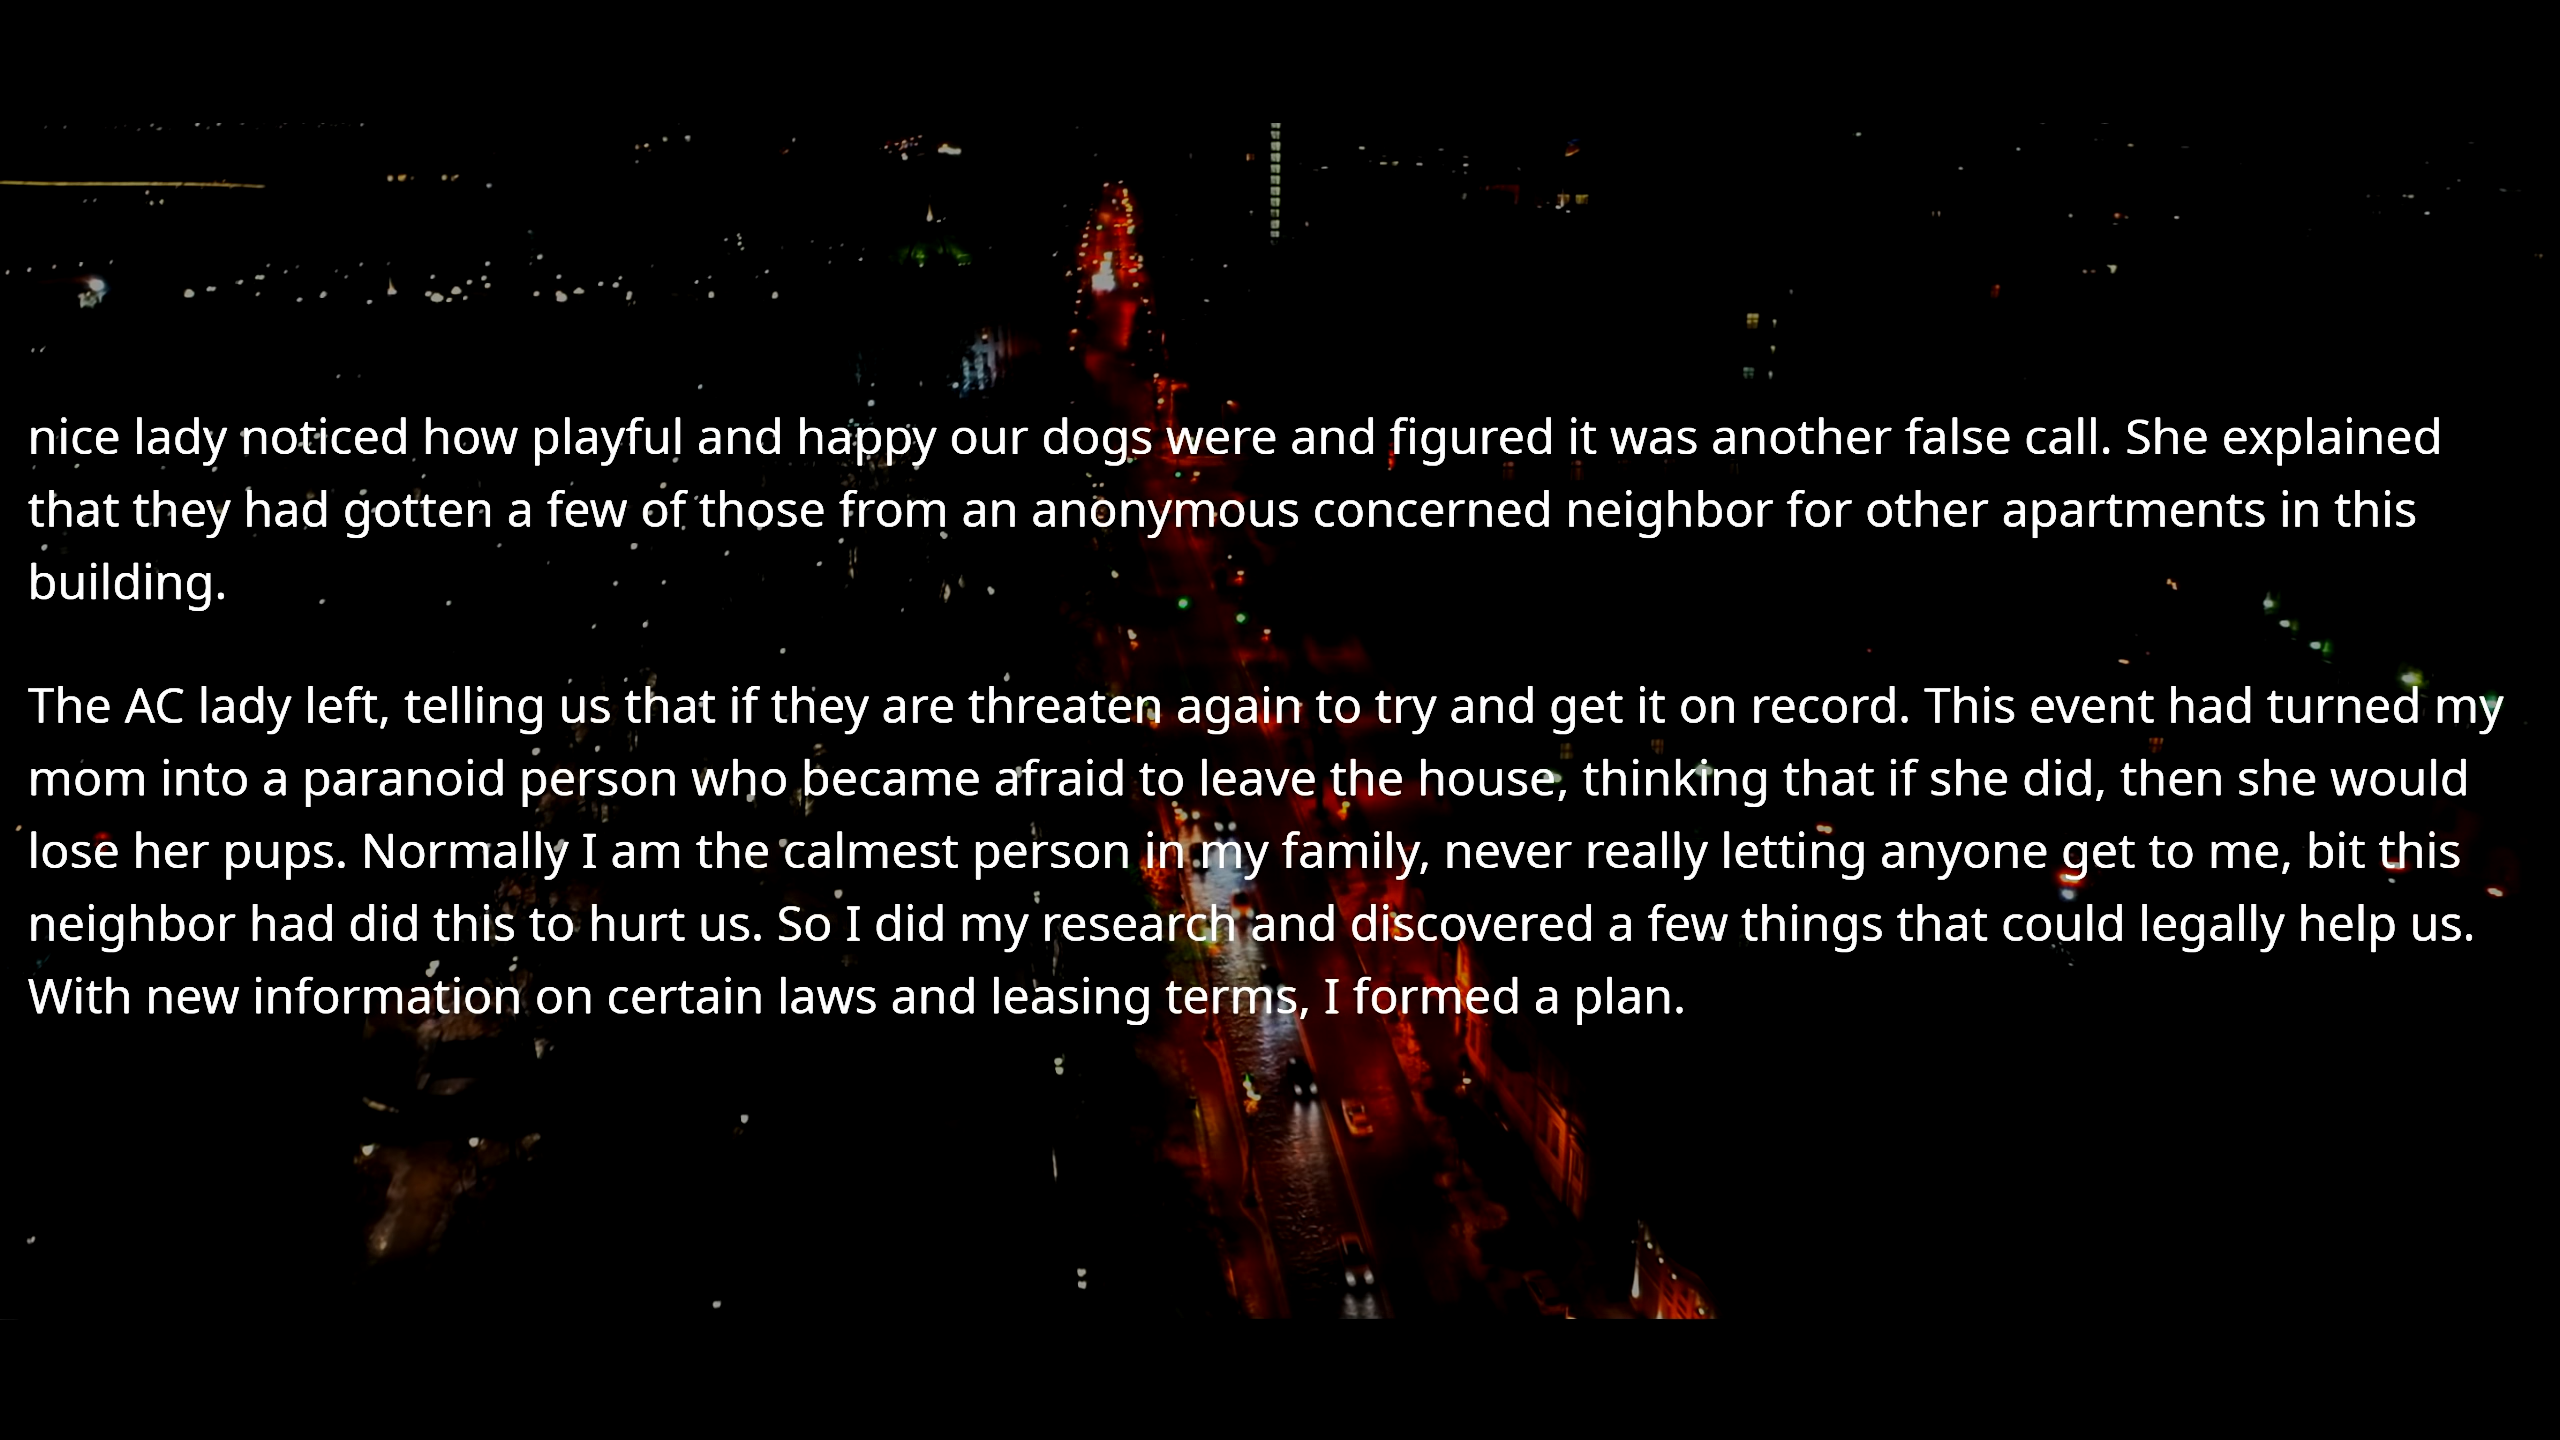 nice lady noticed how playful and happy our dogs were and figured it was another false call. She explained
that they had gotten a few of those from an anonymous concerned neighbor for other apartments in this
building.
The AC lady left, telling us that if they are threaten again to try and get it on record. This event had turned my
mom into a paranoid person who became afraid to leave the house, thinking that if she did, then she would
lose her pups. Normally I am the calmest person in my family, never really letting anyone get to me, bit this
neighbor had did this to hurt us. So I did my research and discovered a few things that could legally help us.
With new information on certain laws and leasing terms, I formed a plan.